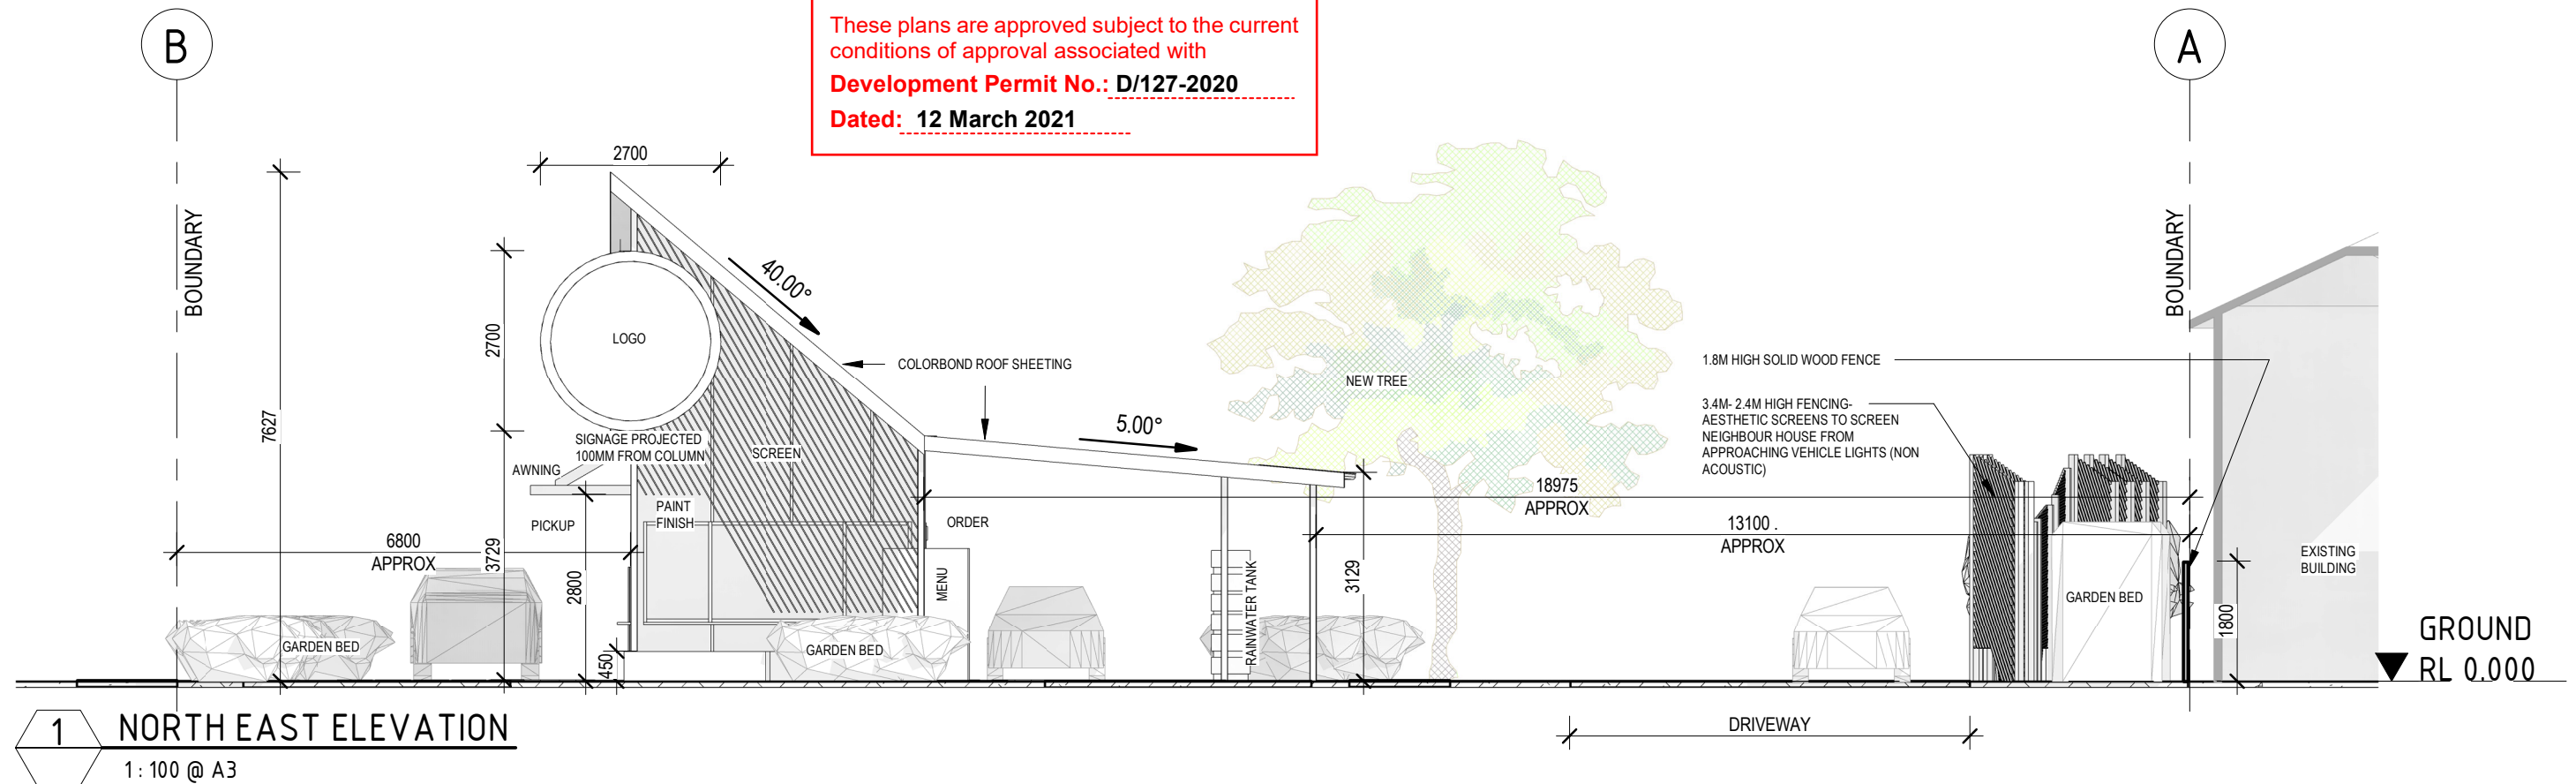 These plans are approved subject to the current
conditions of approval associated with
Development Permit No.: D/127-2020
Dated: 12 March 2021
B
A
BOUNDARY
BOUNDARY
2700
7627
2700
3729
40.00°
LOGO
COLORBOND ROOF SHEETING
5.00°
NEW TREE
1.8M HIGH SOLID WOOD FENCE
3.4M- 2.4M HIGH FENCING-
AESTHETIC SCREENS TO SCREEN
NEIGHBOUR HOUSE FROM
APPROACHING VEHICLE LIGHTS (NON
ACOUSTIC)
SIGNAGE PROJECTED
100MM FROM COLUMN
SCREEN
AWNING
PICKUP
PAINT
FINISH
ORDER
18975
APPROX
13100 .
APPROX
6800
APPROX
2800
450
MENU
RAINWATER TANK
3129
GARDEN BED
GARDEN BED
GARDEN BED
EXISTING
BUILDING
1800
GROUND
RL 0.000
DRIVEWAY
1
NORTH EAST ELEVATION
1 : 100 @ A3